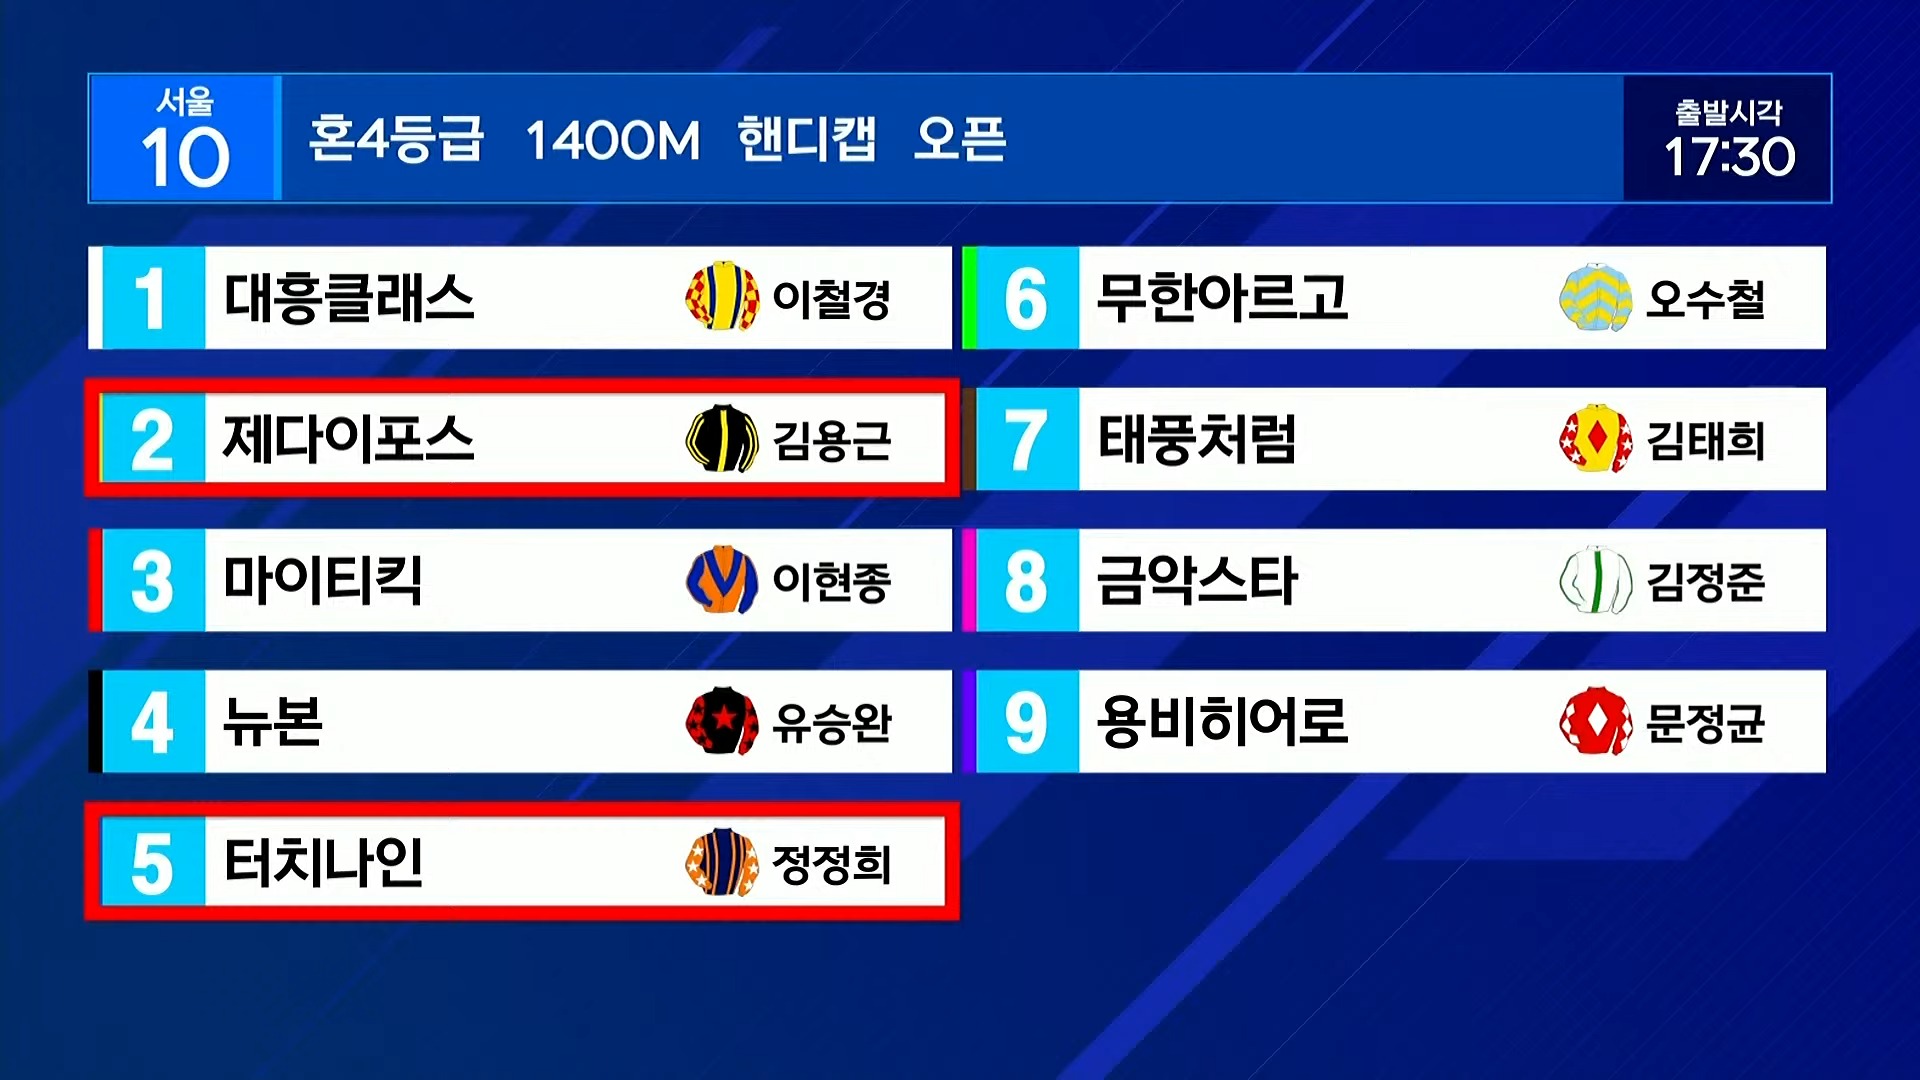 서울
10
혼4등급 1400M 핸디캡 오픈
출발시각
17:30
1 대흥클래스 이철경
2 제다이포스 김용근
3 마이티킥 이현종
4 뉴본 유승완
5 터치나인 정정희
6 무한아르고 오수철
7 태풍처럼 김태희
8 금악스타 김정준
9 용비히어로 문정균